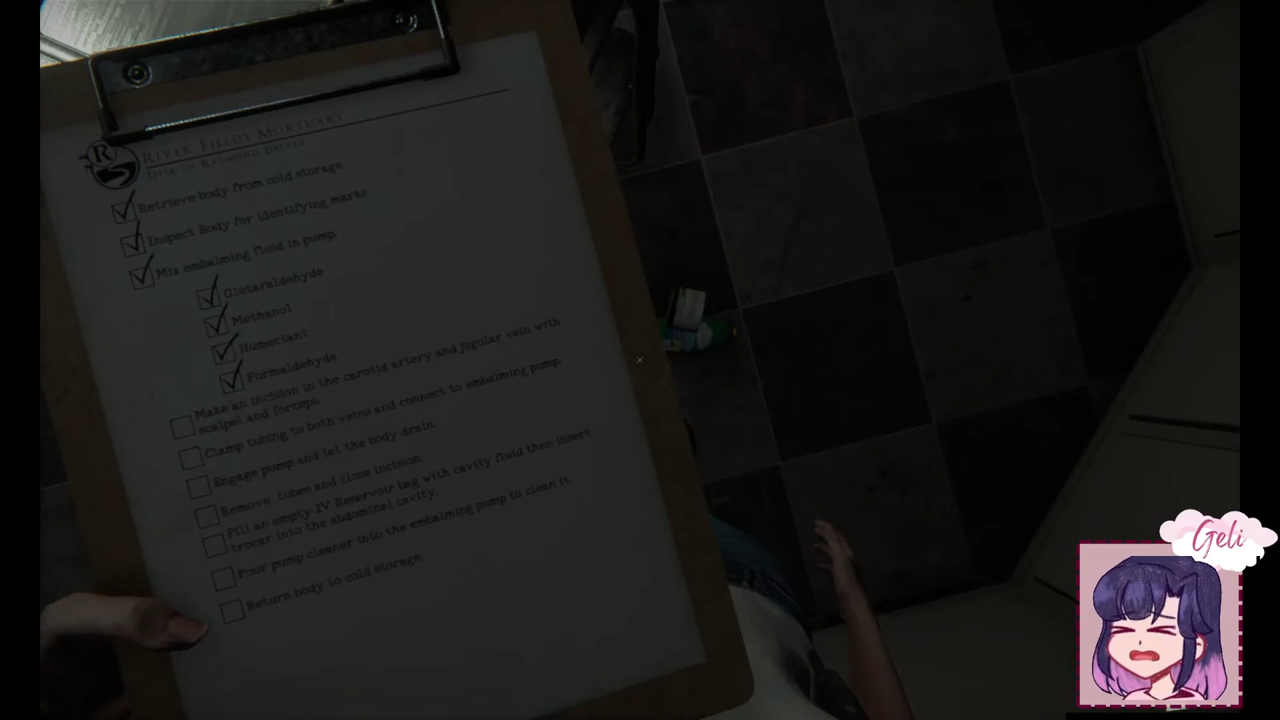 RIVER FIELDS MORTUARY
DESK OF RAYMOND DELVER
Retrieve body from cold storage.
Inspect Body for identifying marks
Mix embalming fluid in pump.
Glutaraldehyde
Methanol
Humectant
Formaldehyde
Make an incision in the carotid artery and jugular vein with
scalpel and forceps.
Clamp tubing to both veins and connect to embalming pump.
Engage pump and let the body drain.
Remove tubes and close incision.
Fill an empty IV Reservoir bag with cavity fluid then insert
trocar into the abdominal cavity.
Pour pump cleaner into the embalming pump to clean it.
Return body to cold storage.
R
Geli